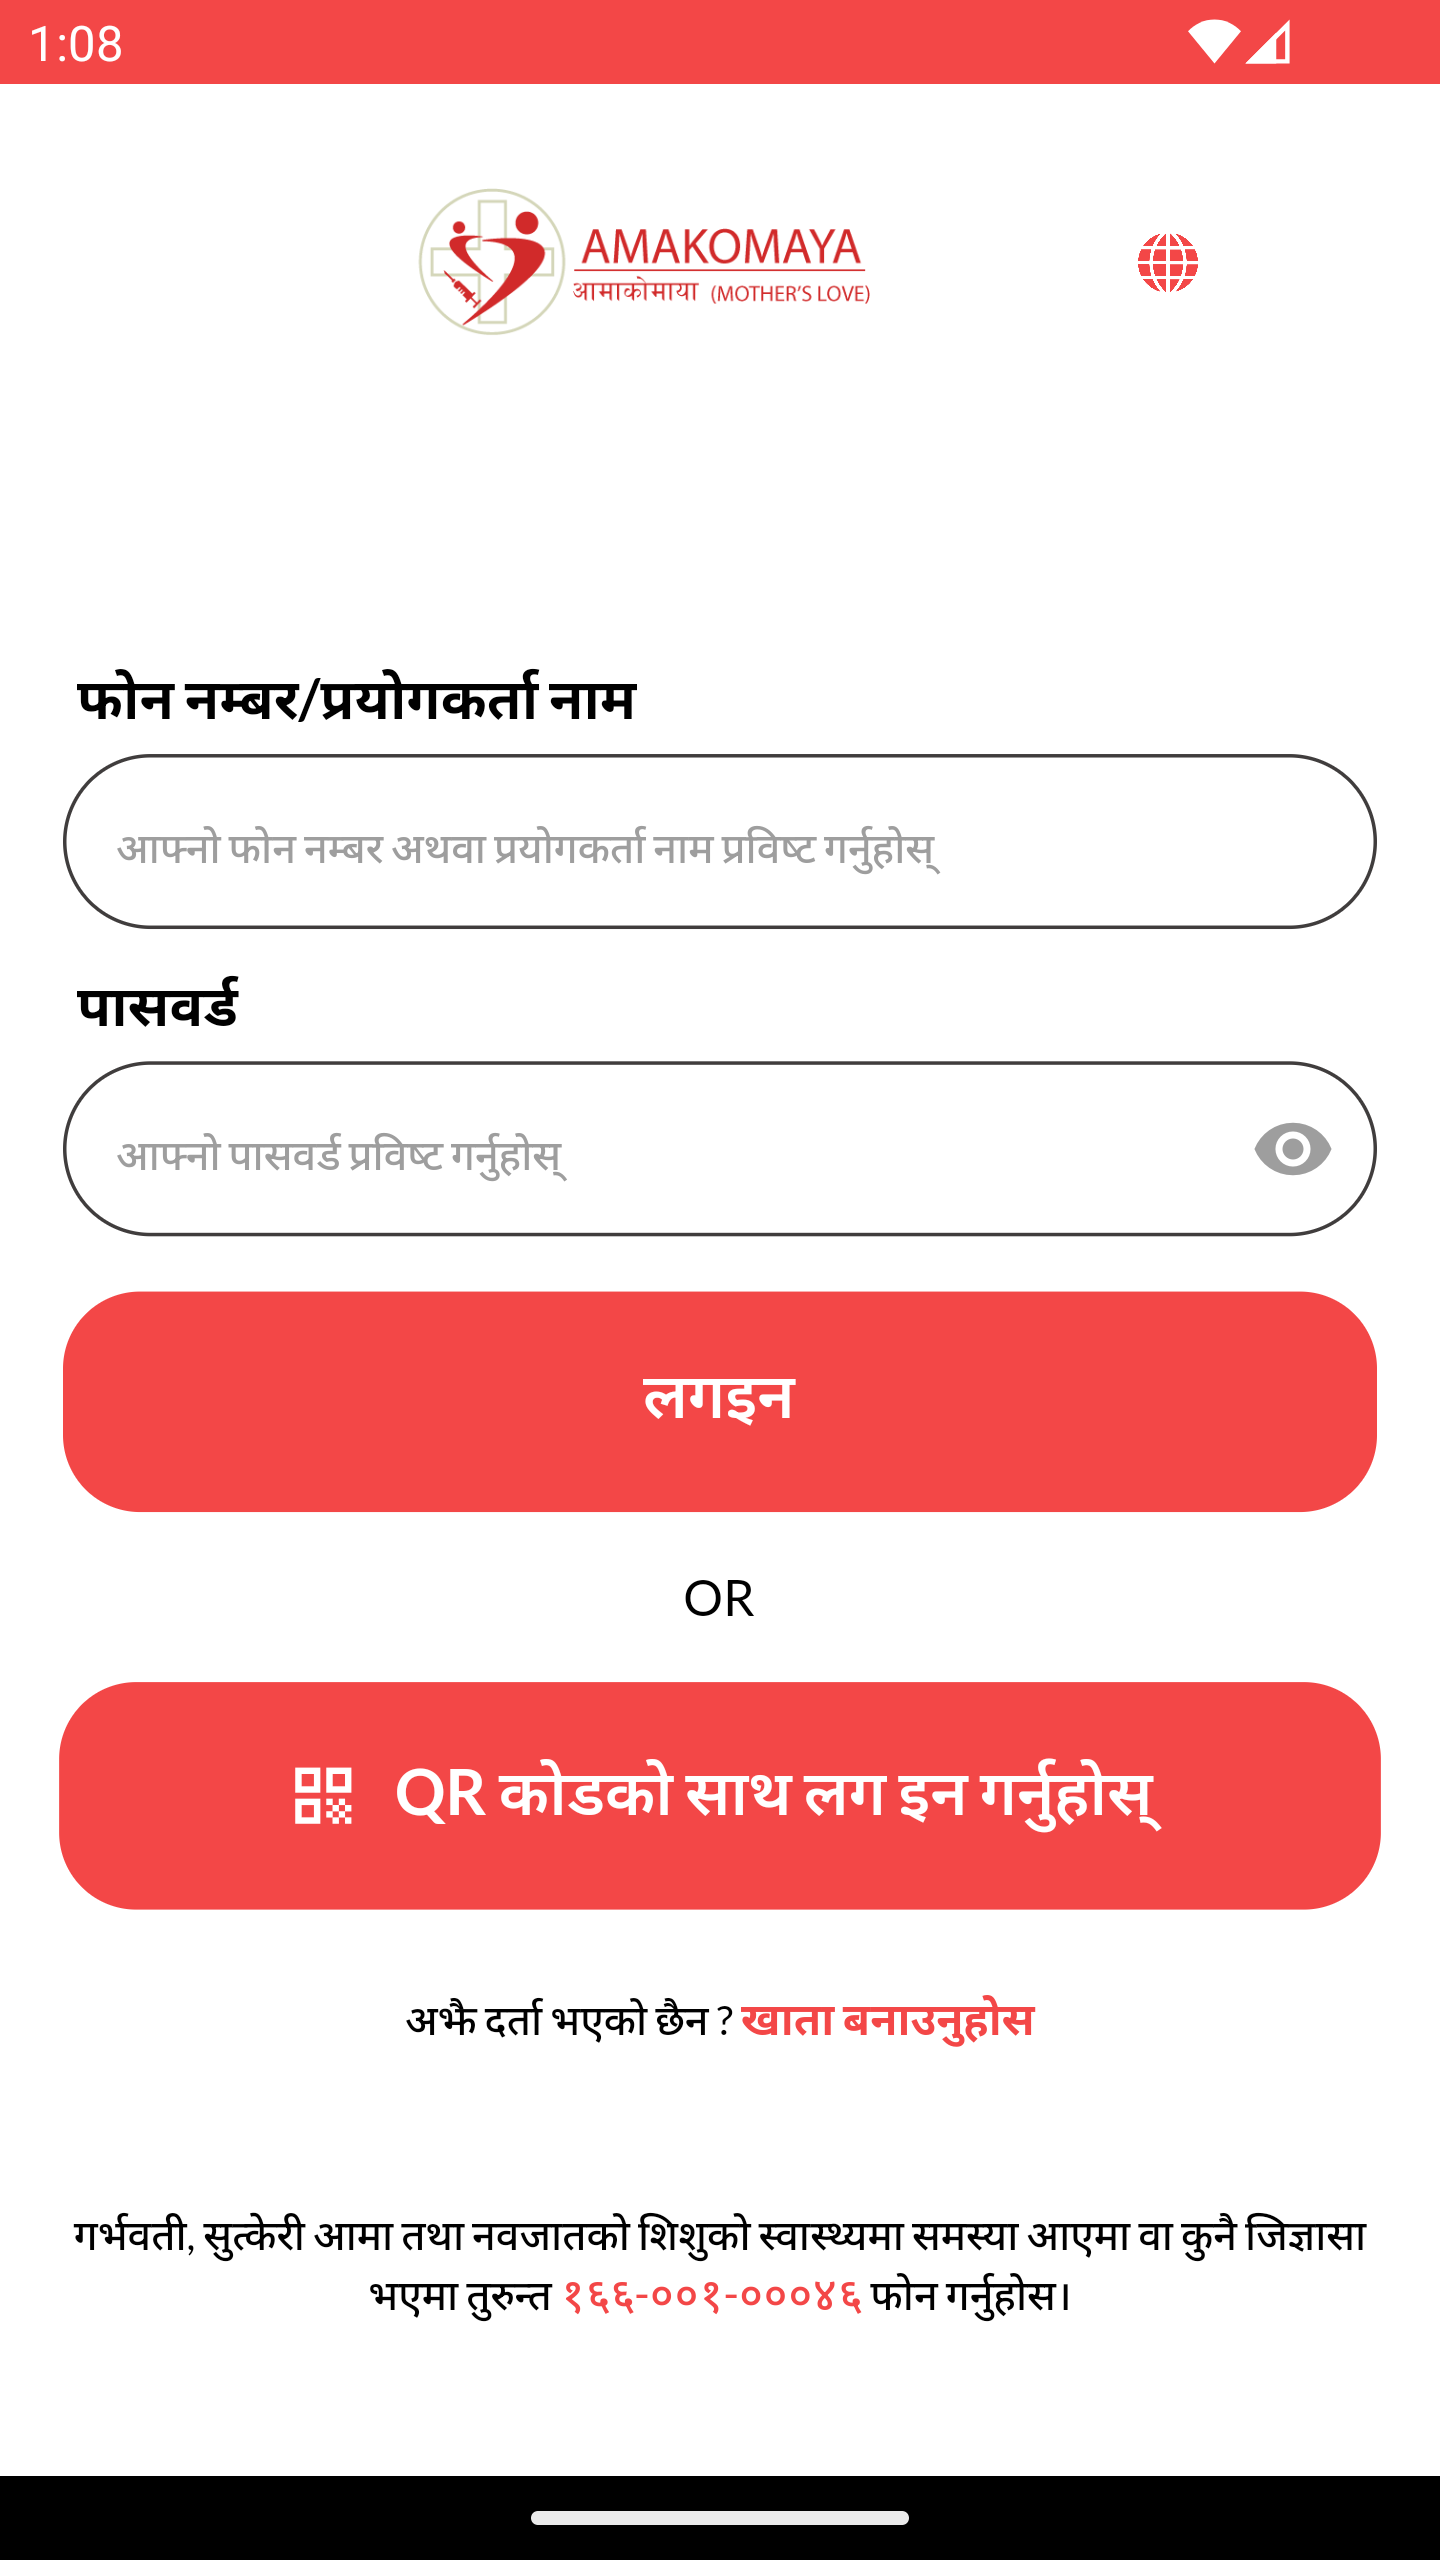 1:08
AMAKOMAYA
आमाकोमाया (MOTHER'S LOVE)
फोन नम्बर/प्रयोगकर्ता नाम
आफ्नो फोन नम्बर अथवा प्रयोगकर्ता नाम प्रविष्ट गर्नुहोस्
पासवर्ड
आफ्नो पासवर्ड प्रविष्ट गर्नुहोस्
लगइन
OR
QR कोडको साथ लग इन गर्नुहोस्
अझै दर्ता भएको छैन ? खाता बनाउनुहोस
गर्भवती, सुत्केरी आमा तथा नवजातको शिशुको स्वास्थ्यमा समस्या आएमा वा कुनै जिज्ञासा
भएमा तुरुन्त १६६-००१-०००४६ फोन गर्नुहोस।